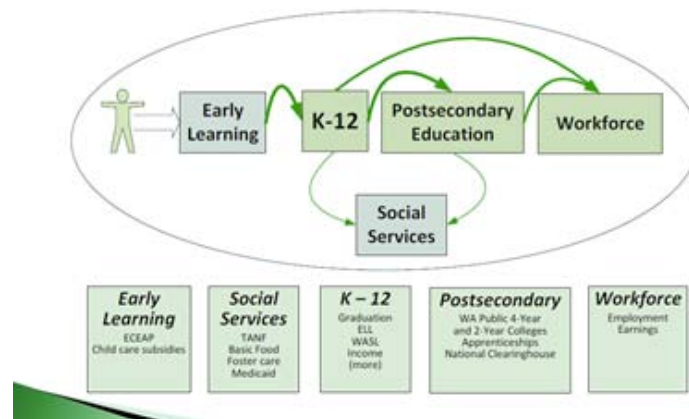 Early
Learning
K-12
Postsecondary
Education
Workforce
Social
Services
Early
Learning
ECEAP
Child care subsidies
Social
Services
TANF
Basic Food
Foster care
Medicaid
K – 12
Graduation
ELL
WASL
Income
(more)
Postsecondary
WA Public 4-Year
and 2-Year Colleges
Apprenticeships
National Clearinghouse
Workforce
Employment
Earnings